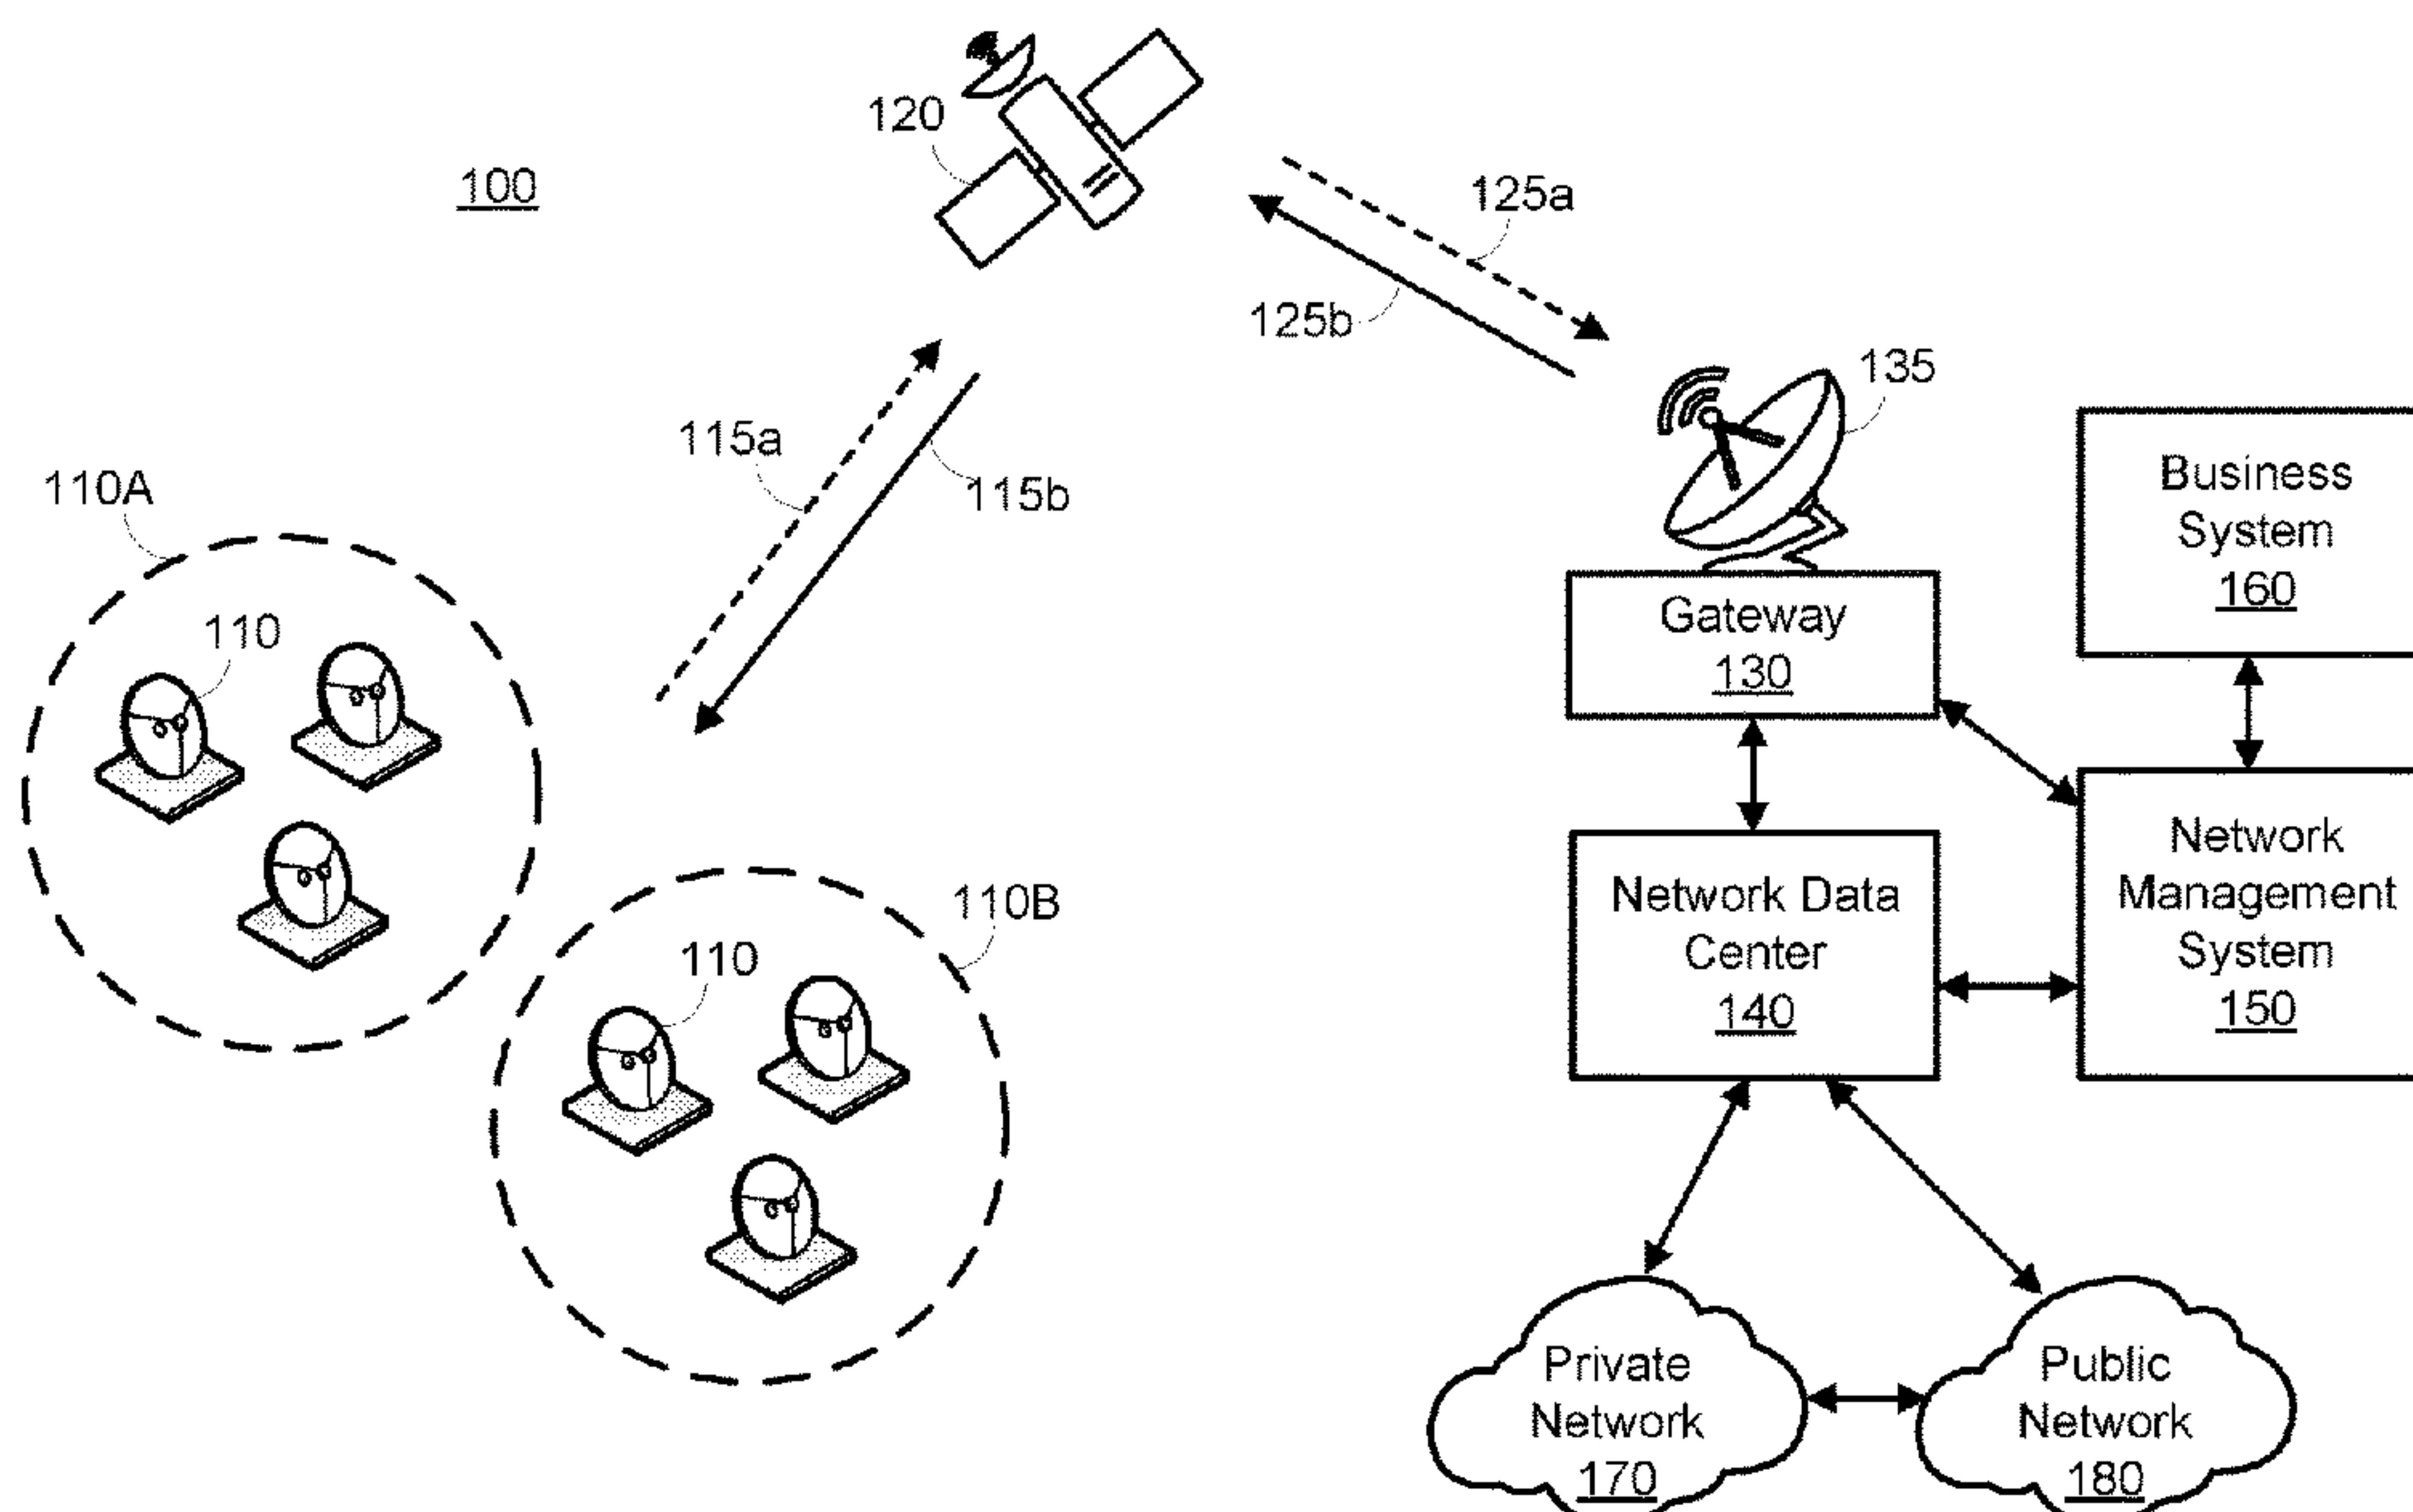 120
100
125a
125b
135
115a
115b
110A
110
Business
System
160
Gateway
130
110B
110
Network Data
Center
140
Network
Management
System
150
Private
Network
170
Public
Network
180